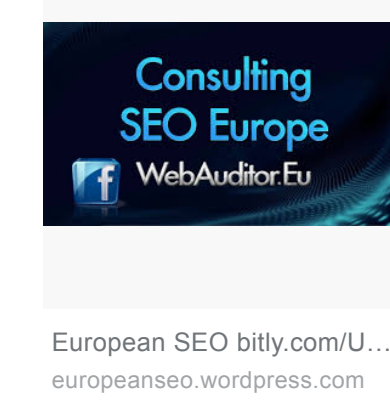 Consulting
SEO Europe
WebAuditor.Eu
European SEO bitly.com/U…
europeanseo.wordpress.com